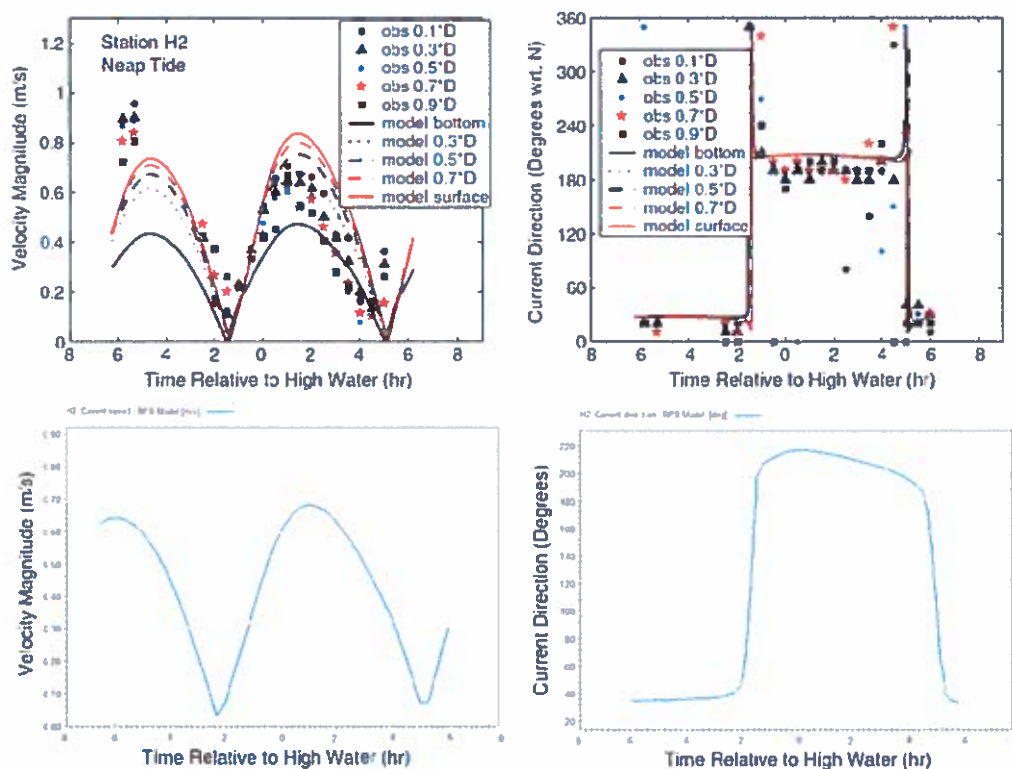 Station H2
Neap Tide
obs 0.1*D
obs 0.3*D
obs 0.5*D
obs 0.7*D
obs 0.9*D
model bottom
model 0.3*D
model 0.5*D
model 0.7*D
model surface
1.2
1
0.8
0.6
0.4
0.2
0
Velocity Magnitude (m/s)
8 6 4 2 0 2 4 6 8
Time Relative to High Water (hr)
obs 0.1*D
obs 0.3*D
obs 0.5*D
obs 0.7*D
obs 0.9*D
model bottom
model 0.3*D
model 0.5*D
model 0.7*D
model surface
360
300
240
180
120
60
0
Current Direction (Degrees wrt. N)
8 6 4 2 0 2 4 6 8
Time Relative to High Water (hr)
H2 Current
Model
Velocity Magnitude (m/s)
Time Relative to High Water (hr)
H2 Current
Model [deg]
220
200
180
160
140
120
100
80
60
40
20
Current Direction (Degrees)
Time Relative to High Water (hr)